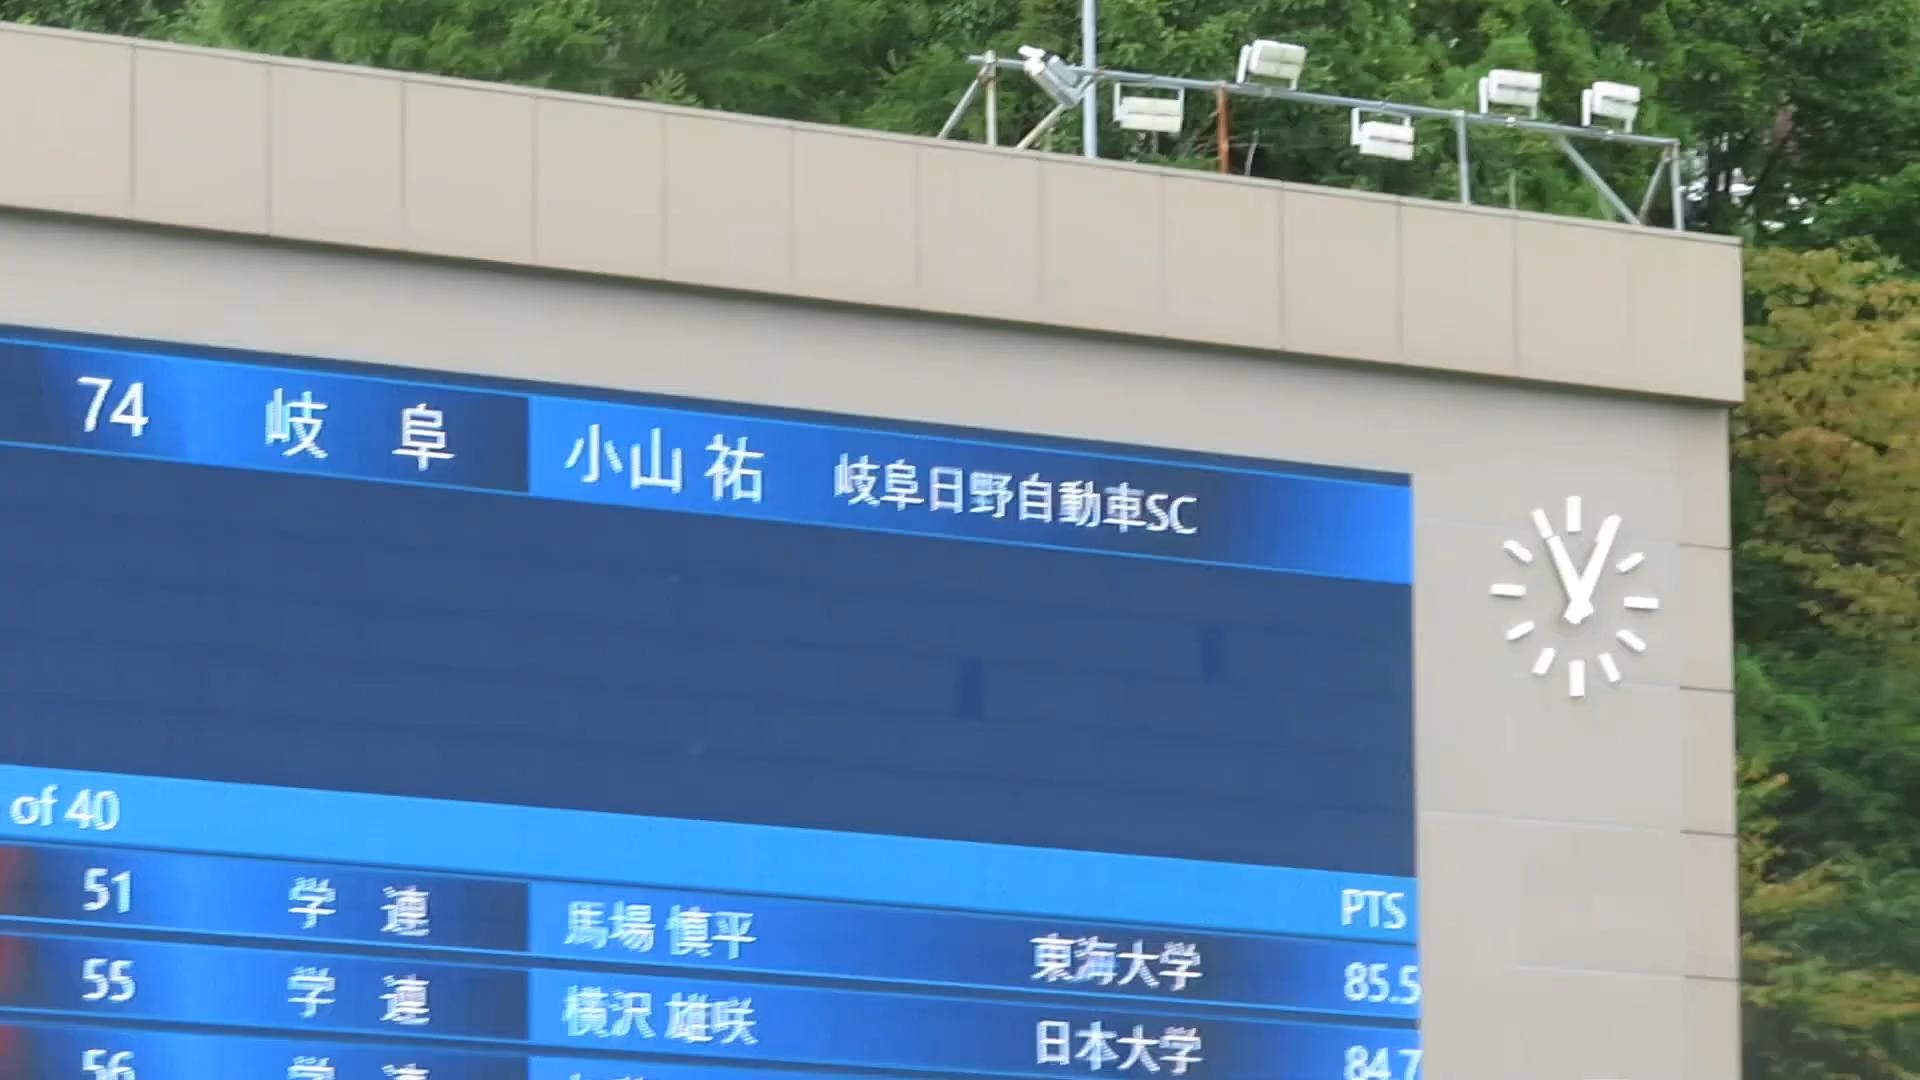 74 岐阜 小山 祐 岐阜日野自動車SC
of 40
PTS
51 学連 馬場 慎平 東海大学 85.5
55 学連 横沢 雄咲 日本大学 84.7
56 学連